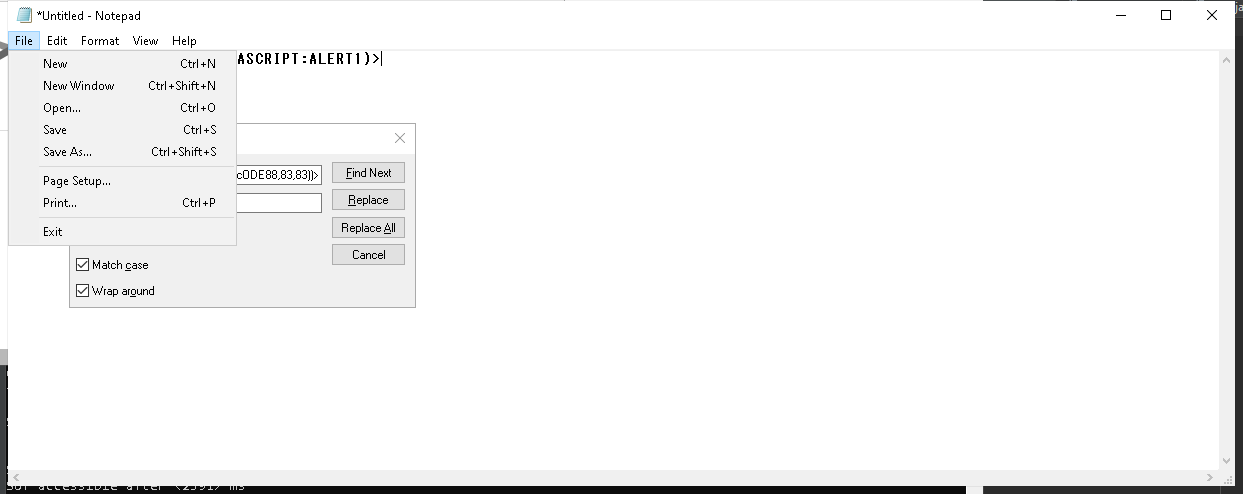 *Untitled - Notepad
File Edit Format View Help
ASCRIPT:ALERT1)>
New Ctrl+N
New Window Ctrl+Shift+N
Open... Ctrl+O
Save Ctrl+S
Save As... Ctrl+Shift+S
Page Setup...
Print... Ctrl+P
Exit
cODE88,83,83))>
Find Next
Replace
Replace All
Cancel
Match case
Wrap around
accessible after <2391> ms